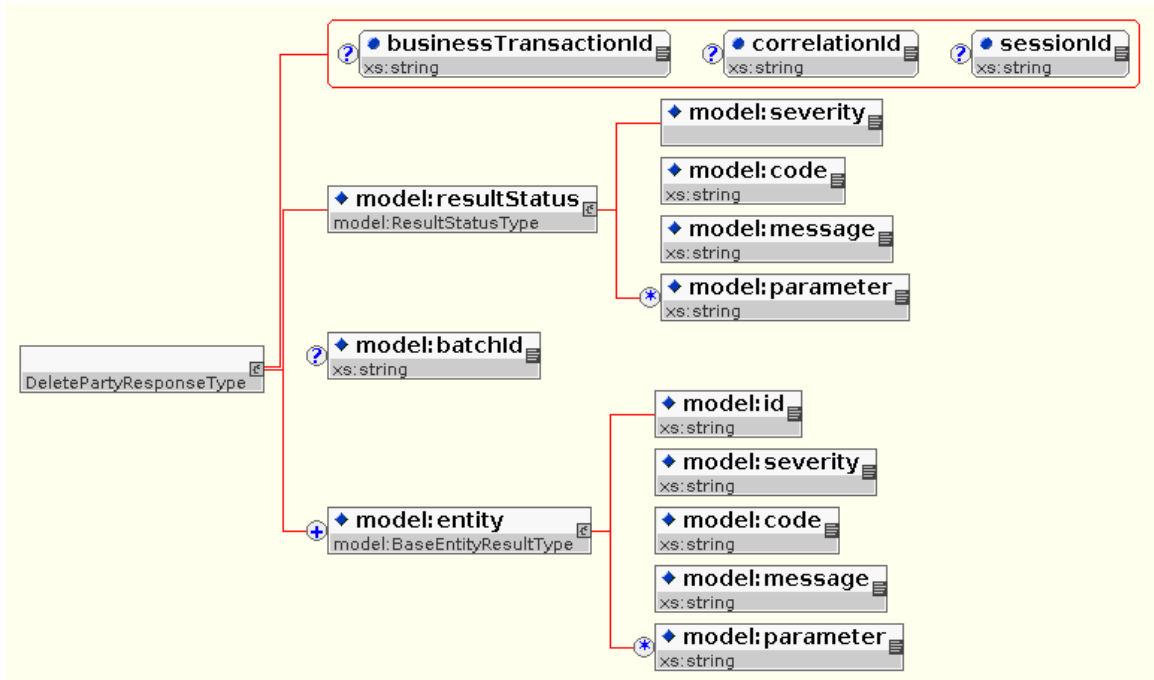 businessTransactionId
xs:string
correlationId
xs:string
sessionId
xs:string
model:severity
model:code
xs:string
model:resultStatus
model:ResultStatusType
model:message
xs:string
model:parameter
xs:string
model:batchId
xs:string
DeletePartyResponseType
model:id
xs:string
model:severity
xs:string
model:entity
model:BaseEntityResultType
model:code
xs:string
model:message
xs:string
model:parameter
xs:string